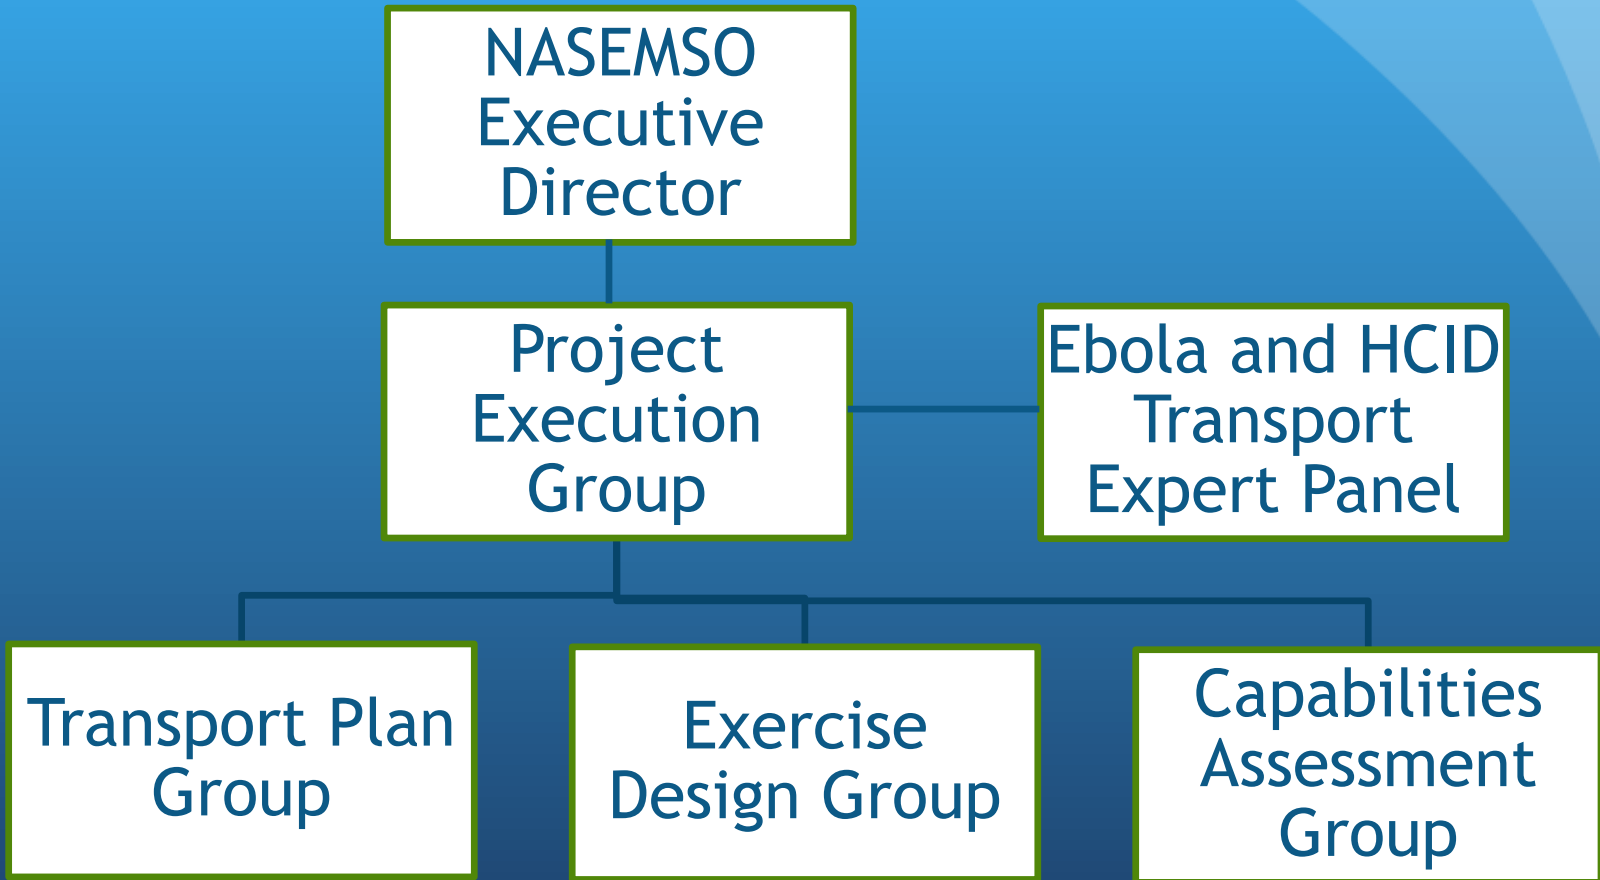 NASEMSO
Executive
Director
Project
Execution
Group
Ebola and HCID
Transport
Expert Panel
Transport Plan
Group
Exercise
Design Group
Capabilities
Assessment
Group